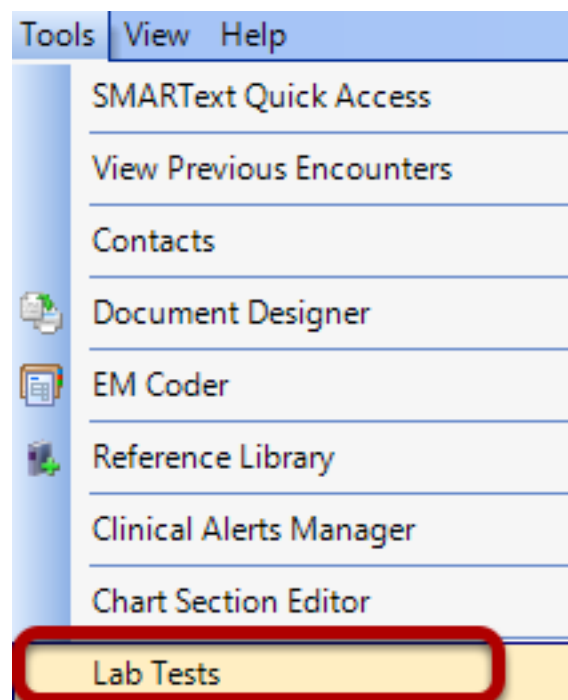 Tools View Help
SMARText Quick Access
View Previous Encounters
Contacts
Document Designer
EM Coder
Reference Library
Clinical Alerts Manager
Chart Section Editor
Lab Tests